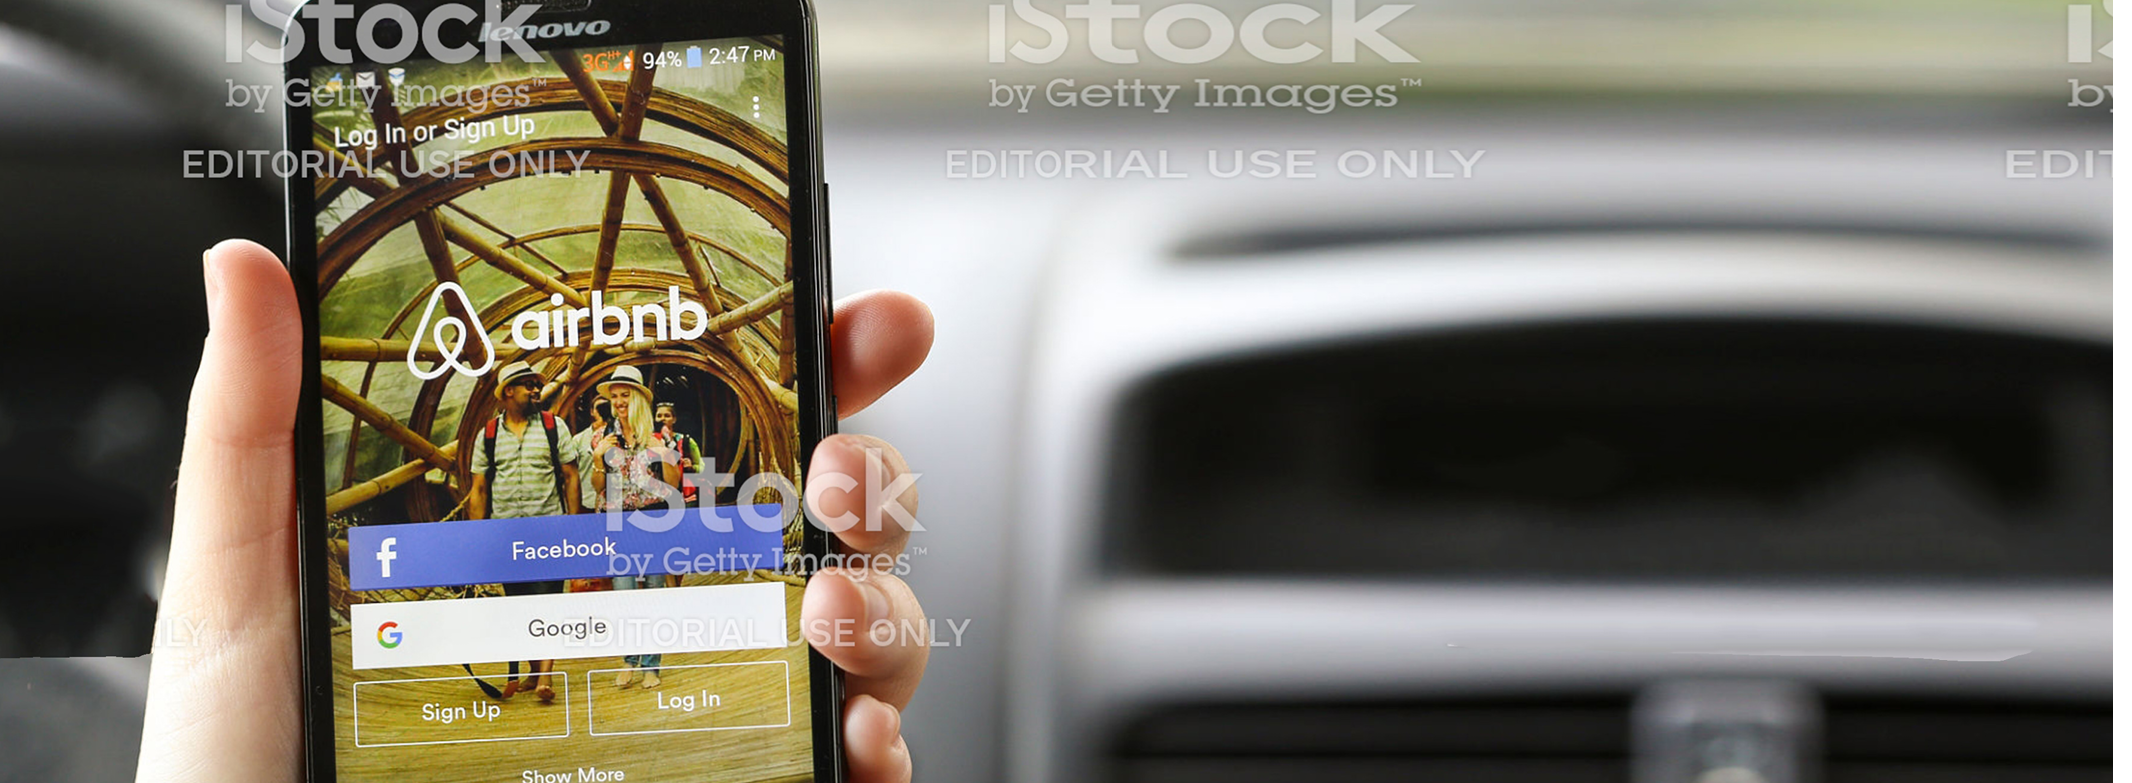 iStock
by Getty Images™
EDITORIAL USE ONLY
iStock
by Getty Images™
EDITORIAL USE ONLY
lenovo
3G 94% 2:47 PM
Log In or Sign Up
airbnb
f Facebook
iStock
by Getty Images™
G Google
EDITORIAL USE ONLY
Sign Up
Log In
Show More